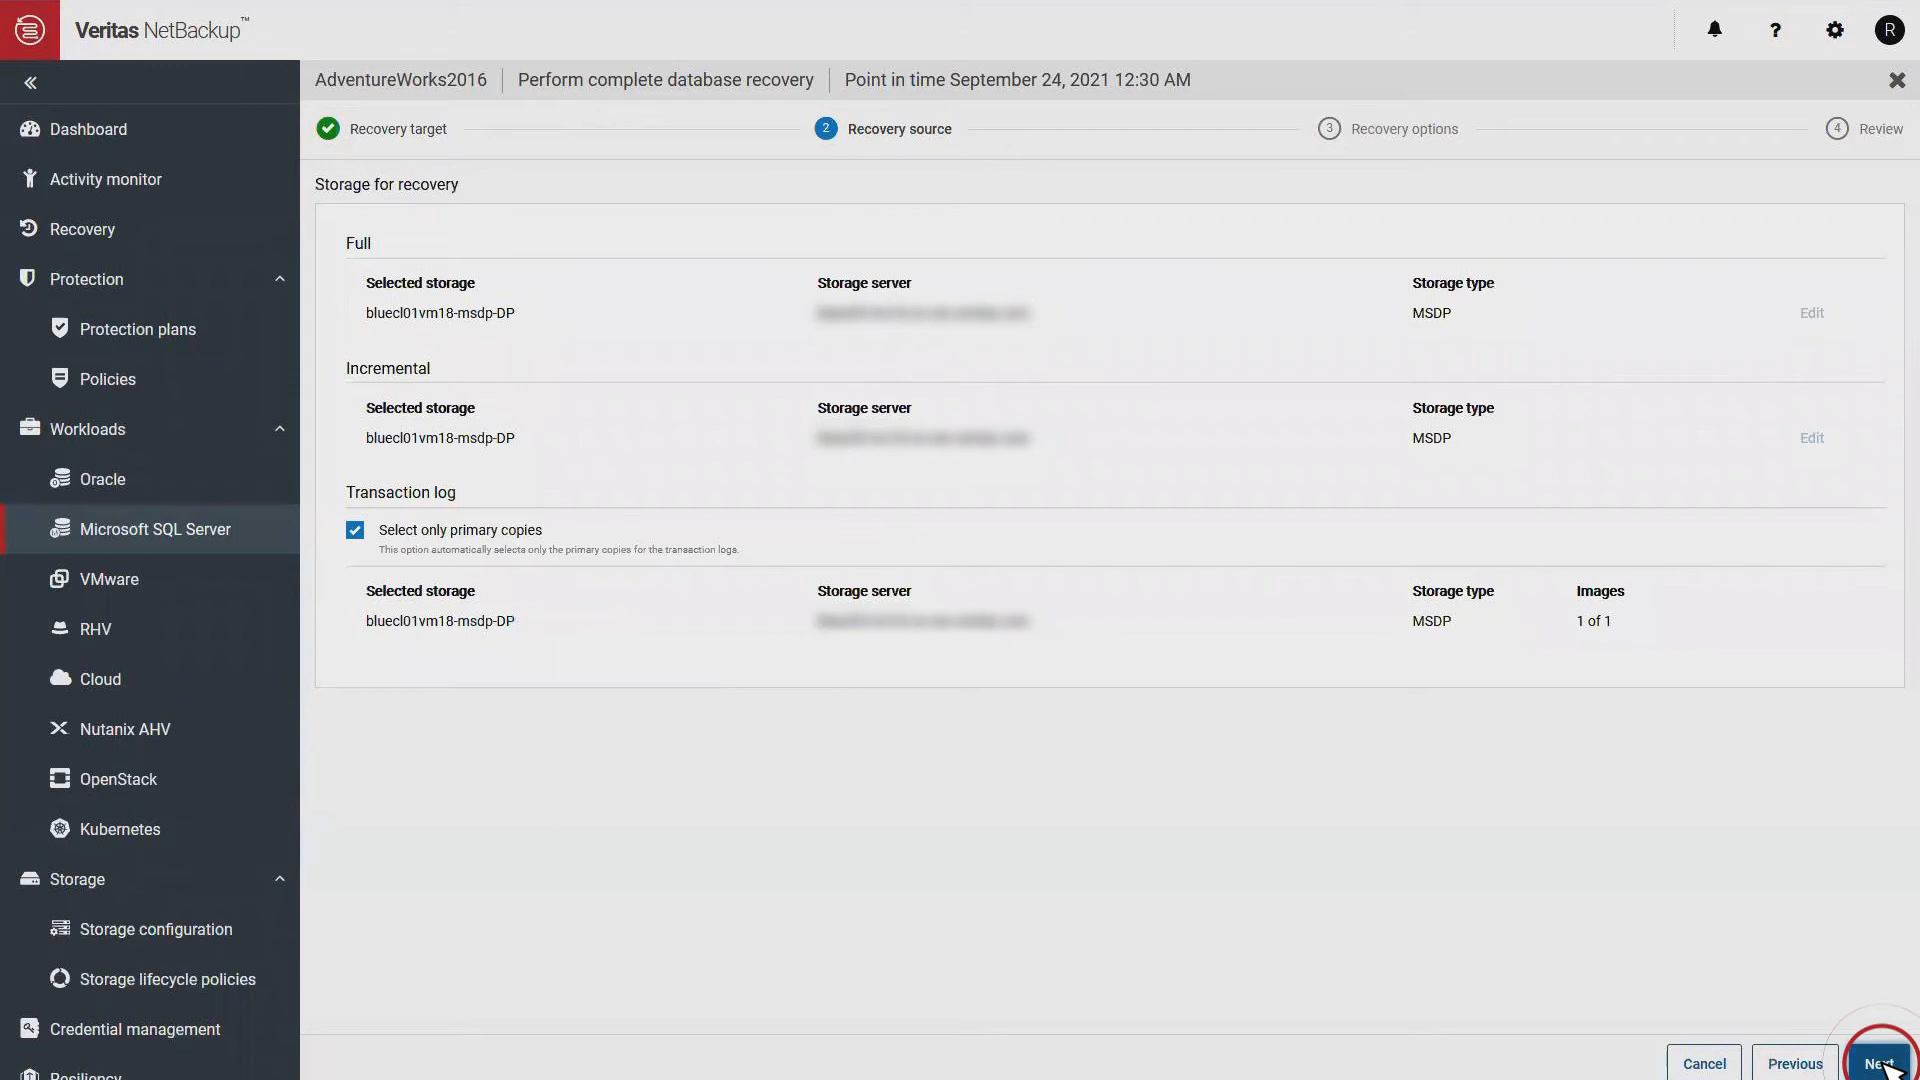 Veritas NetBackup™
R
AdventureWorks2016 Perform complete database recovery Point in time September 24, 2021 12:30 AM
Recovery target 2 Recovery source 3 Recovery options 4 Review
Dashboard
Activity monitor
Recovery
Protection
Protection plans
Policies
Workloads
Oracle
Microsoft SQL Server
VMware
RHV
Cloud
Nutanix AHV
OpenStack
Kubernetes
Storage
Storage configuration
Storage lifecycle policies
Credential management
Resiliency
Storage for recovery
Full
Selected storage Storage server Storage type
bluecl01vm18-msdp-DP MSDP Edit
Incremental
Selected storage Storage server Storage type
bluecl01vm18-msdp-DP MSDP Edit
Transaction log
Select only primary copies
This option automatically selects only the primary copies for the transaction logs.
Selected storage Storage server Storage type Images
bluecl01vm18-msdp-DP MSDP 1 of 1
Cancel Previous Next